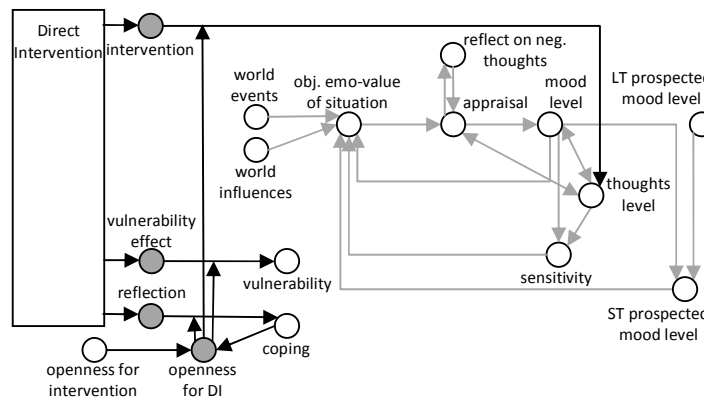 Direct
Intervention
intervention
reflect on neg.
thoughts
world
events
obj. emo-value
of situation
appraisal
mood
level
LT prospected
mood level
world
influences
thoughts
level
vulnerability
effect
vulnerability
sensitivity
reflection
coping
ST prospected
mood level
openness for
intervention
openness
for DI